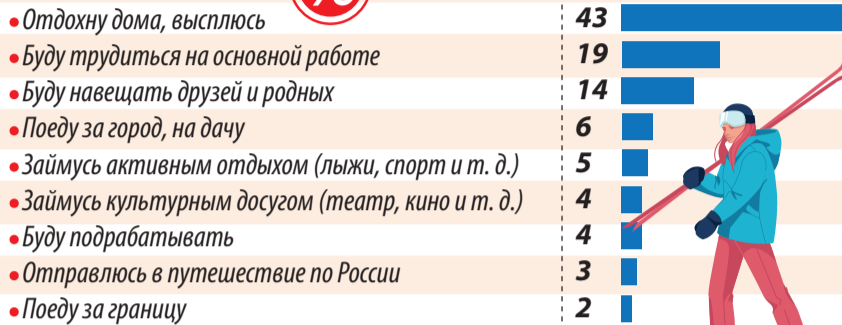 %
• Отдохну дома, высплюсь 43
• Буду трудиться на основной работе 19
• Буду навещать друзей и родных 14
• Поеду за город, на дачу 6
• Займусь активным отдыхом (лыжи, спорт и т. д.) 5
• Займусь культурным досугом (театр, кино и т. д.) 4
• Буду подрабатывать 4
• Отправлюсь в путешествие по России 3
• Поеду за границу 2